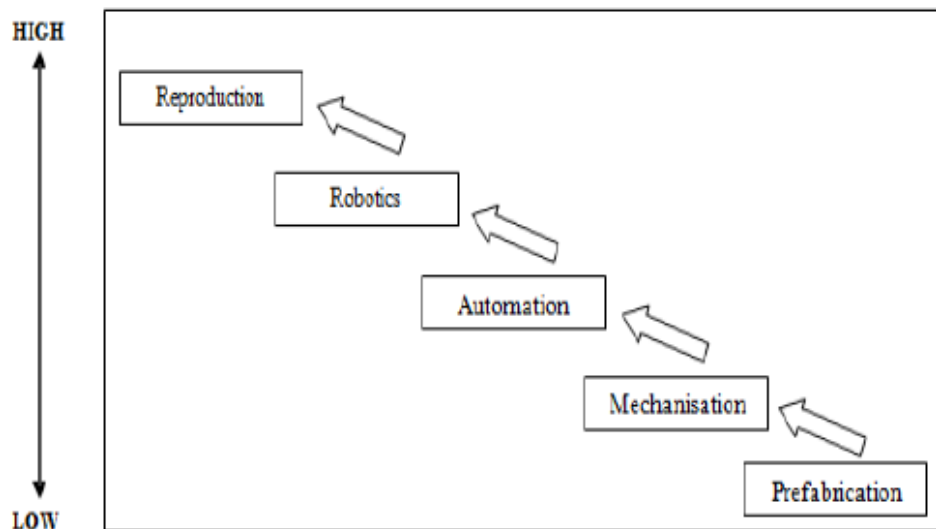 HIGH
Reproduction
Robotics
Automation
Mechanisation
Prefabrication
LOW